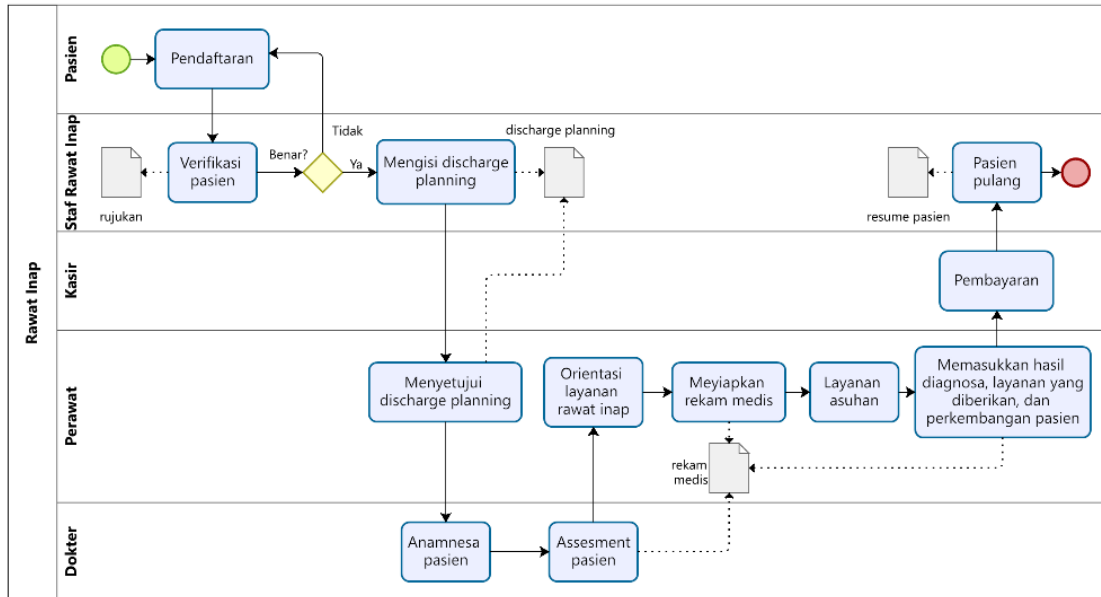 Rawat Inap
Pasien
Pendaftaran
Staf Rawat Inap
rujukan
Verifikasi
pasien
Benar?
Tidak
Ya
Mengisi discharge
planning
discharge planning
resume pasien
Pasien
pulang
Kasir
Pembayaran
Perawat
Menyetujui
discharge planning
Orientasi
layanan
rawat inap
Meyiapkan
rekam medis
Layanan
asuhan
Memasukkan hasil
diagnosa, layanan yang
diberikan, dan
perkembangan pasien
rekam
medis
Dokter
Anamnesa
pasien
Assesment
pasien